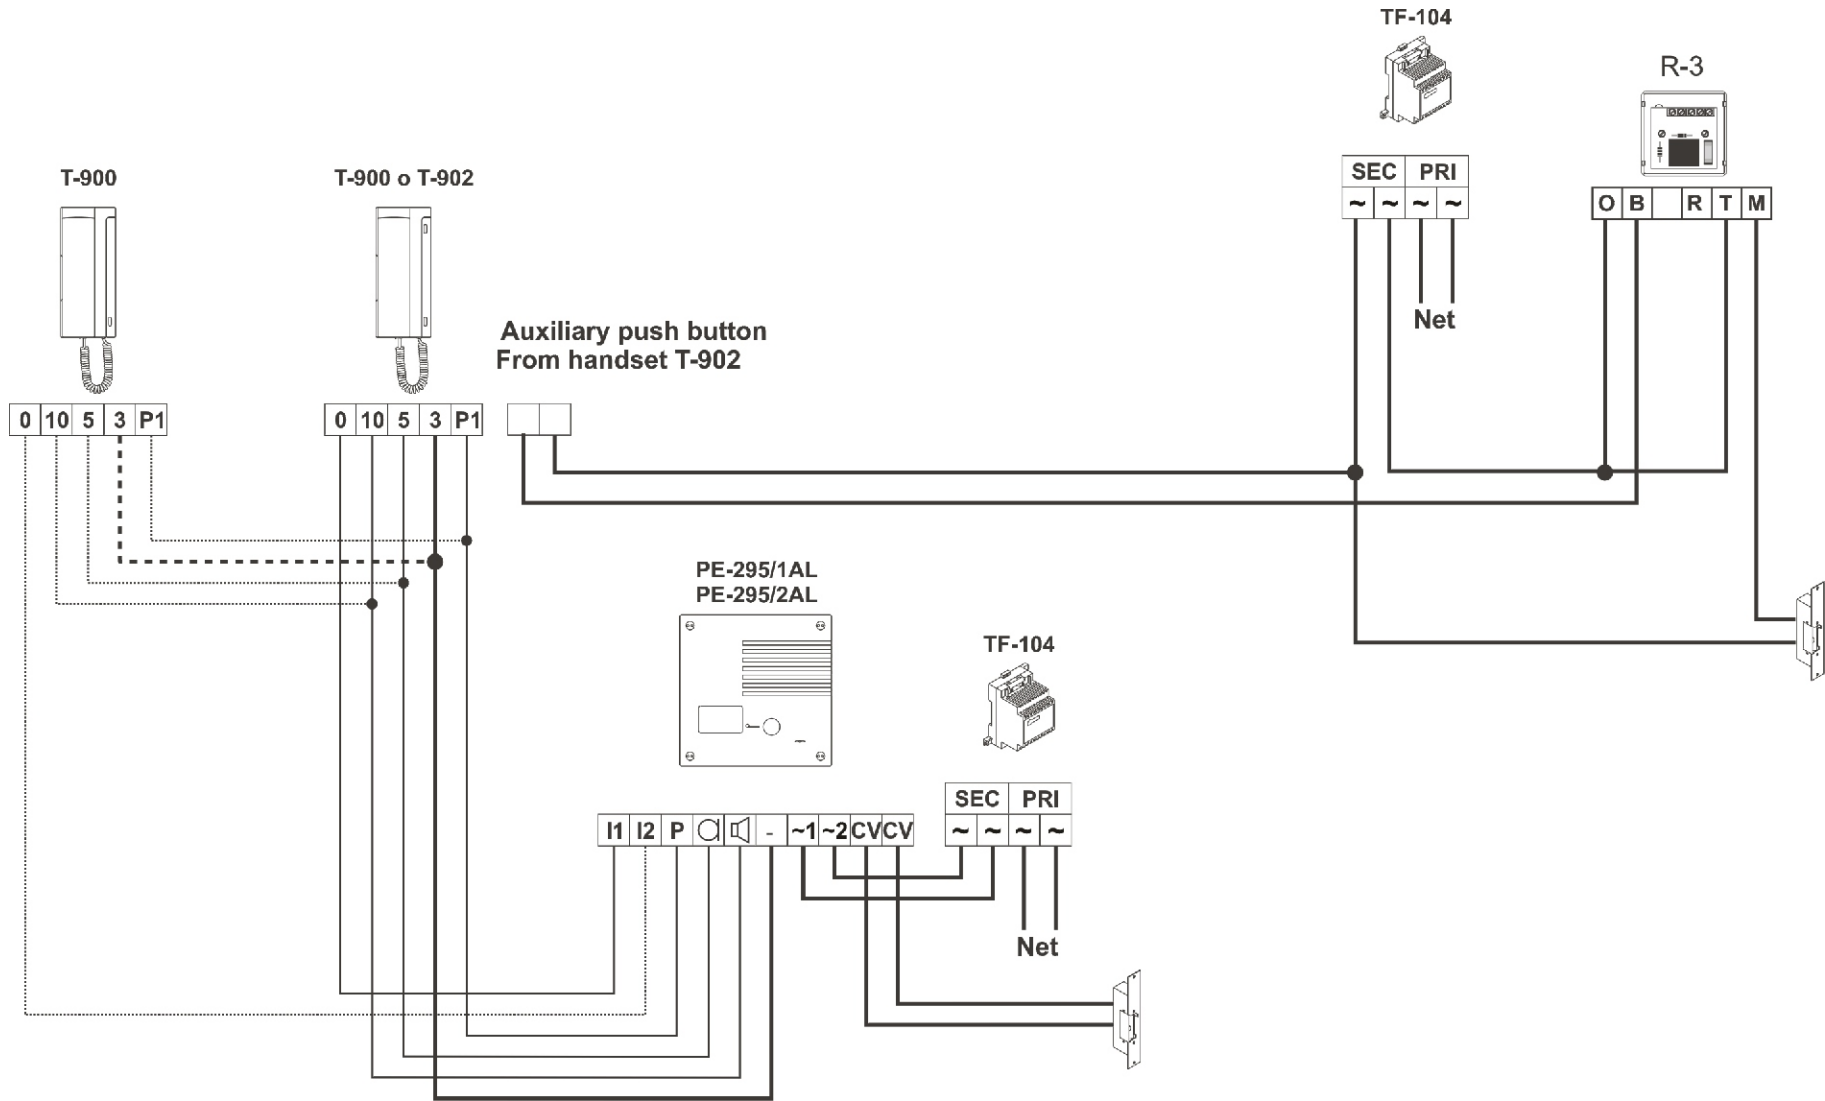 TF-104
R-3
SEC PRI
~ ~ ~ ~
O B R T M
Net
T-900
T-900 o T-902
Auxiliary push button
From handset T-902
0 10 5 3 P1
0 10 5 3 P1
PE-295/1AL
PE-295/2AL
TF-104
SEC PRI
I1 I2 P - ~1 ~2 CV CV
~ ~ ~ ~
Net